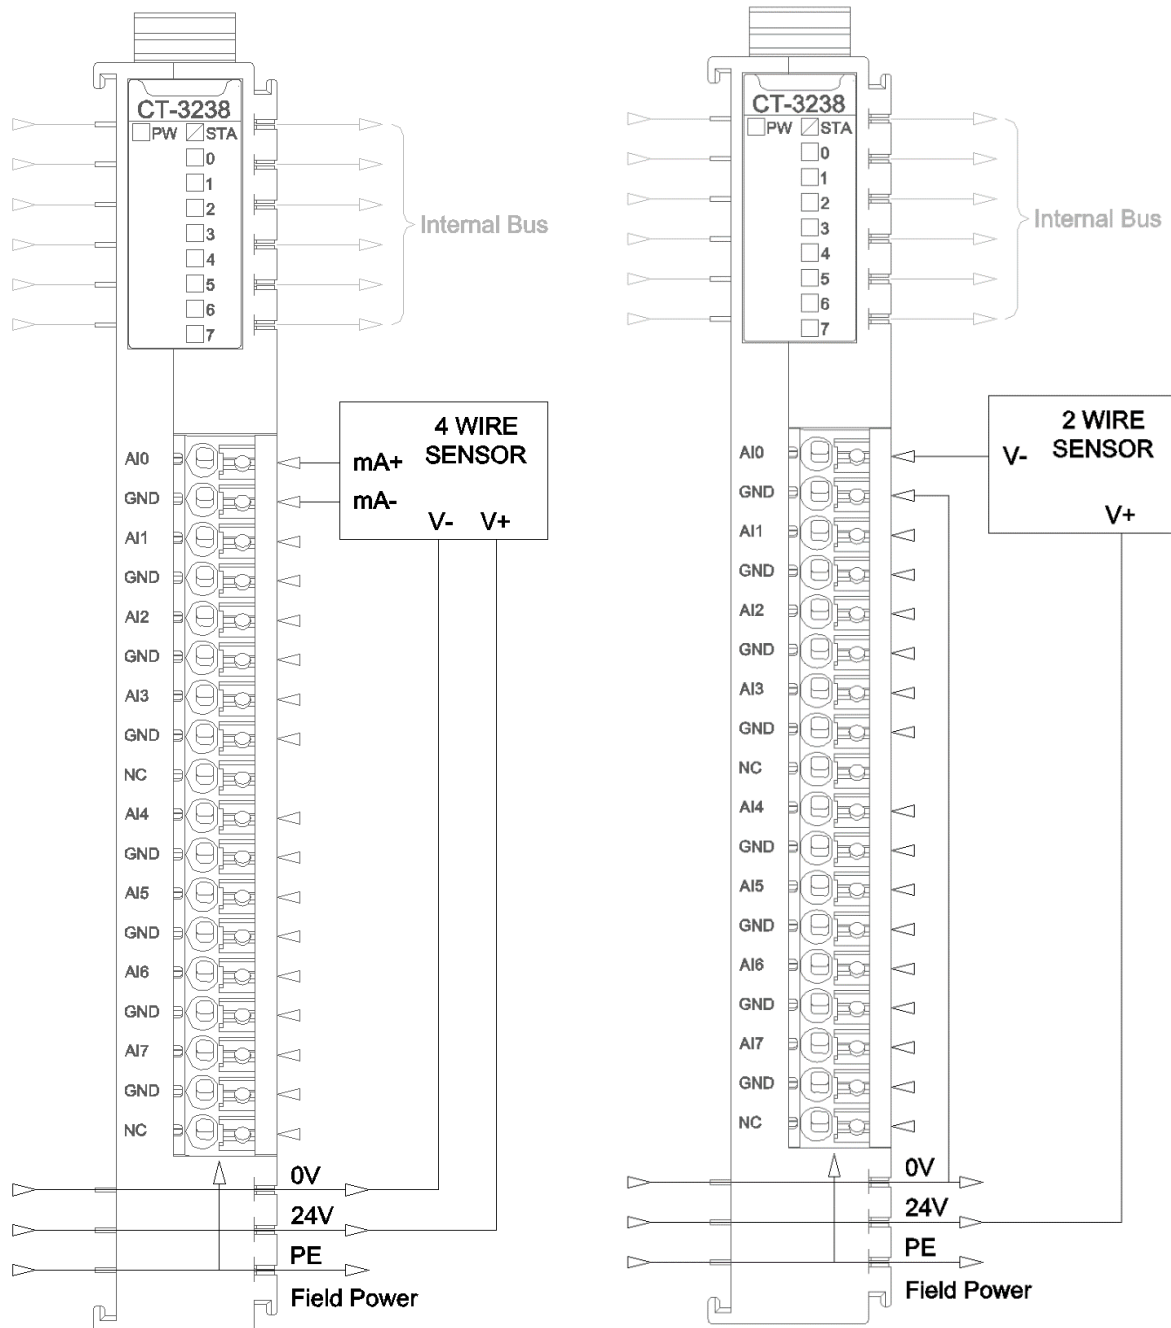 CT-3238
PW STA
0
1
2
3
4
5
6
7
Internal Bus
4 WIRE
SENSOR
mA+
mA-
V- V+
AI0
GND
AI1
GND
AI2
GND
AI3
GND
NC
AI4
GND
AI5
GND
AI6
GND
AI7
GND
NC
0V
24V
PE
Field Power
CT-3238
PW STA
0
1
2
3
4
5
6
7
Internal Bus
2 WIRE
SENSOR
V-
V+
AI0
GND
AI1
GND
AI2
GND
AI3
GND
NC
AI4
GND
AI5
GND
AI6
GND
AI7
GND
NC
0V
24V
PE
Field Power